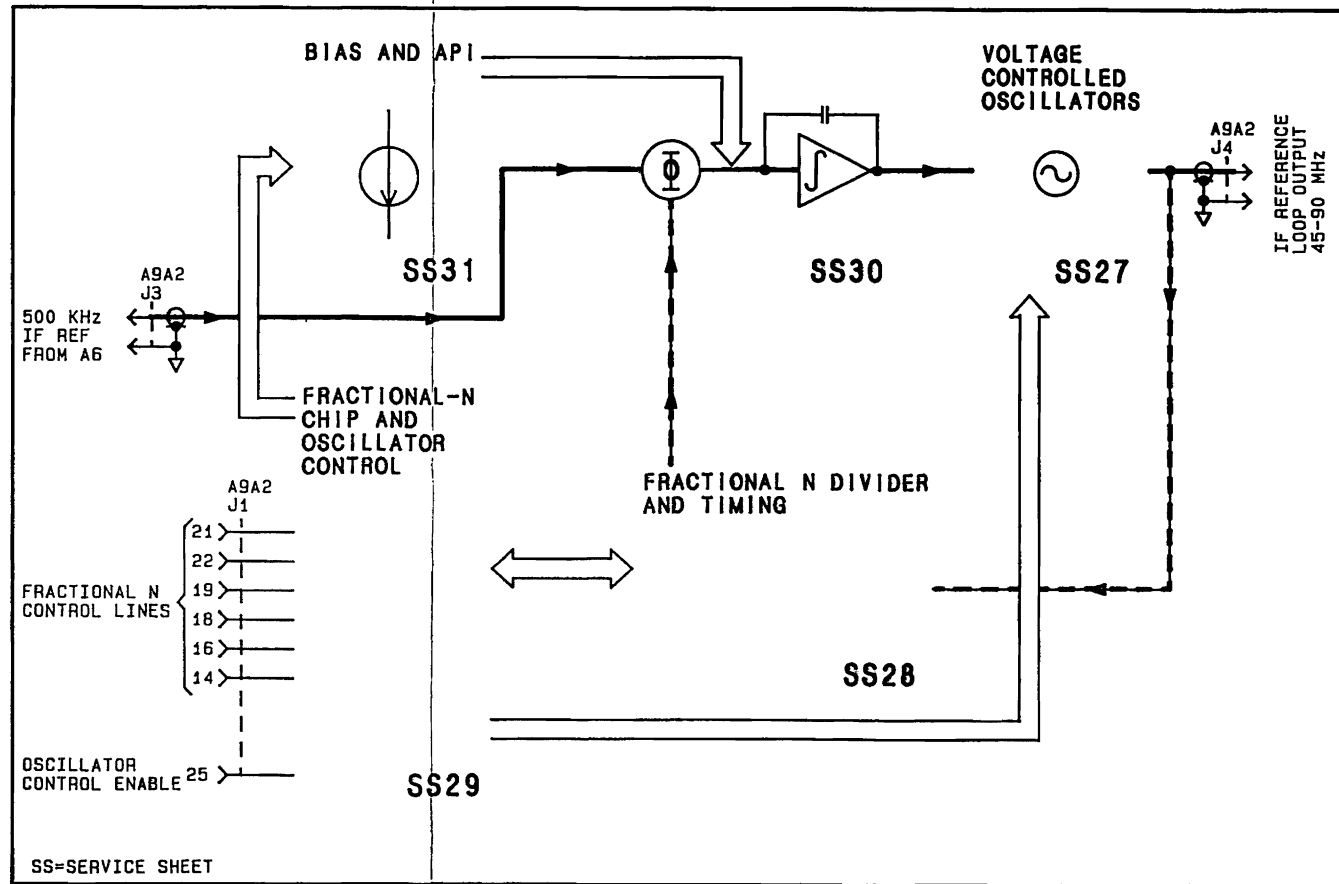 BIAS AND API
VOLTAGE
CONTROLLED
OSCILLATORS
A9A2
J4
IF REFERENCE
LOOP OUTPUT
45-90 MHz
Φ
∫
SS31
SS30
SS27
A9A2
J3
500 KHz
IF REF
FROM A6
FRACTIONAL-N
CHIP AND
OSCILLATOR
CONTROL
FRACTIONAL N DIVIDER
AND TIMING
A9A2
J1
21
22
19
18
16
14
FRACTIONAL N
CONTROL LINES
SS28
OSCILLATOR
CONTROL ENABLE
25
SS29
SS=SERVICE SHEET